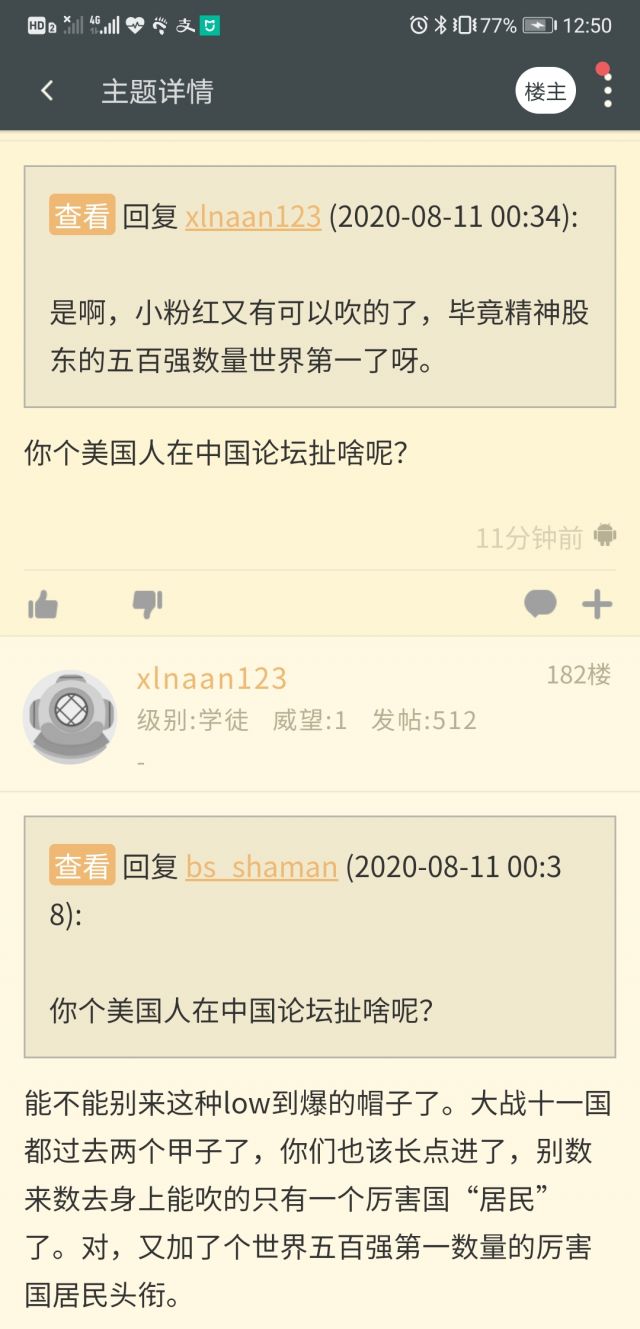 HD 2 4G 支 77% 12:50
主题详情 楼主
查看 回复 xlnaan123 (2020-08-11 00:34):
是啊，小粉红又有可以吹的了，毕竟精神股
东的五百强数量世界第一了呀。
你个美国人在中国论坛扯啥呢？
11分钟前
xlnaan123 182楼
级别:学徒 威望:1 发帖:512
-
查看 回复 bs_shaman (2020-08-11 00:3
8):
你个美国人在中国论坛扯啥呢？
能不能别来这种low到爆的帽子了。大战十一国
都过去两个甲子了，你们也该长点进了，别数
来数去身上能吹的只有一个厉害国“居民”
了。对，又加了个世界五百强第一数量的厉害
国居民头衔。